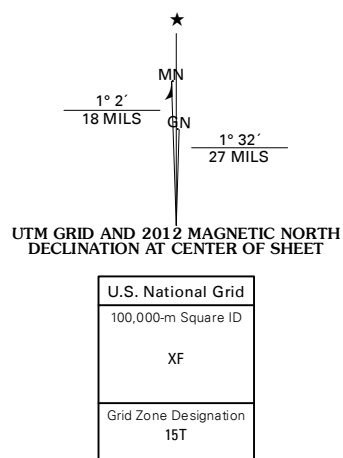 ★
MN
1° 2´
18 MILS
GN
1° 32´
27 MILS
UTM GRID AND 2012 MAGNETIC NORTH
DECLINATION AT CENTER OF SHEET
U.S. National Grid
100,000-m Square ID
XF
Grid Zone Designation
15T